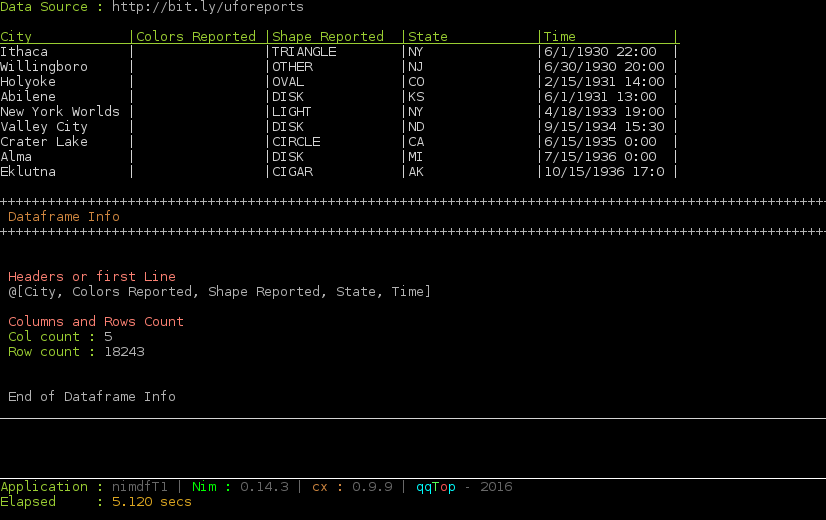 Data Source : http://bit.ly/uforeports
City |Colors Reported |Shape Reported |State |Time |
Ithaca | |TRIANGLE |NY |6/1/1930 22:00 |
Willingboro | |OTHER |NJ |6/30/1930 20:00 |
Holyoke | |OVAL |CO |2/15/1931 14:00 |
Abilene | |DISK |KS |6/1/1931 13:00 |
New York Worlds | |LIGHT |NY |4/18/1933 19:00 |
Valley City | |DISK |ND |9/15/1934 15:30 |
Crater Lake | |CIRCLE |CA |6/15/1935 0:00 |
Alma | |DISK |MI |7/15/1936 0:00 |
Eklutna | |CIGAR |AK |10/15/1936 17:0 |
+++++++++++++++++++++++++++++++++++++++++++++++++++++++++++++++++++++++++++++++++++++++++++++++++++++++
Dataframe Info
+++++++++++++++++++++++++++++++++++++++++++++++++++++++++++++++++++++++++++++++++++++++++++++++++++++++
Headers or first Line
@[City, Colors Reported, Shape Reported, State, Time]
Columns and Rows Count
Col count : 5
Row count : 18243
End of Dataframe Info
Application : nimdfT1 | Nim : 0.14.3 | cx : 0.9.9 | qqTop - 2016
Elapsed : 5.120 secs